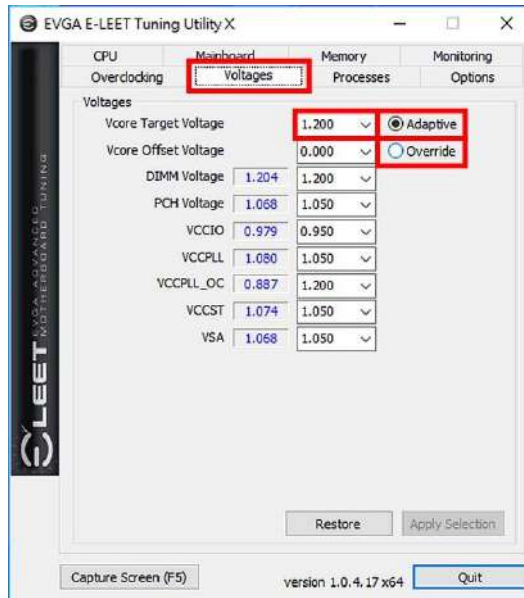 EVGA E-LEET Tuning Utility X
CPU Mainboard Memory Monitoring
Overclocking Voltages Processes Options
Voltages
Vcore Target Voltage 1.200 Adaptive
Vcore Offset Voltage 0.000 Override
DIMM Voltage 1.204 1.200
PCH Voltage 1.068 1.050
VCCIO 0.979 0.950
VCCPLL 1.080 1.050
VCCPLL_OC 0.887 1.200
VCCST 1.074 1.050
VSA 1.068 1.050
ELEET EVGA ADVANCED
MOTHERBOARD TUNING
Restore Apply Selection
Capture Screen (F5) version 1.0.4.17 x64 Quit